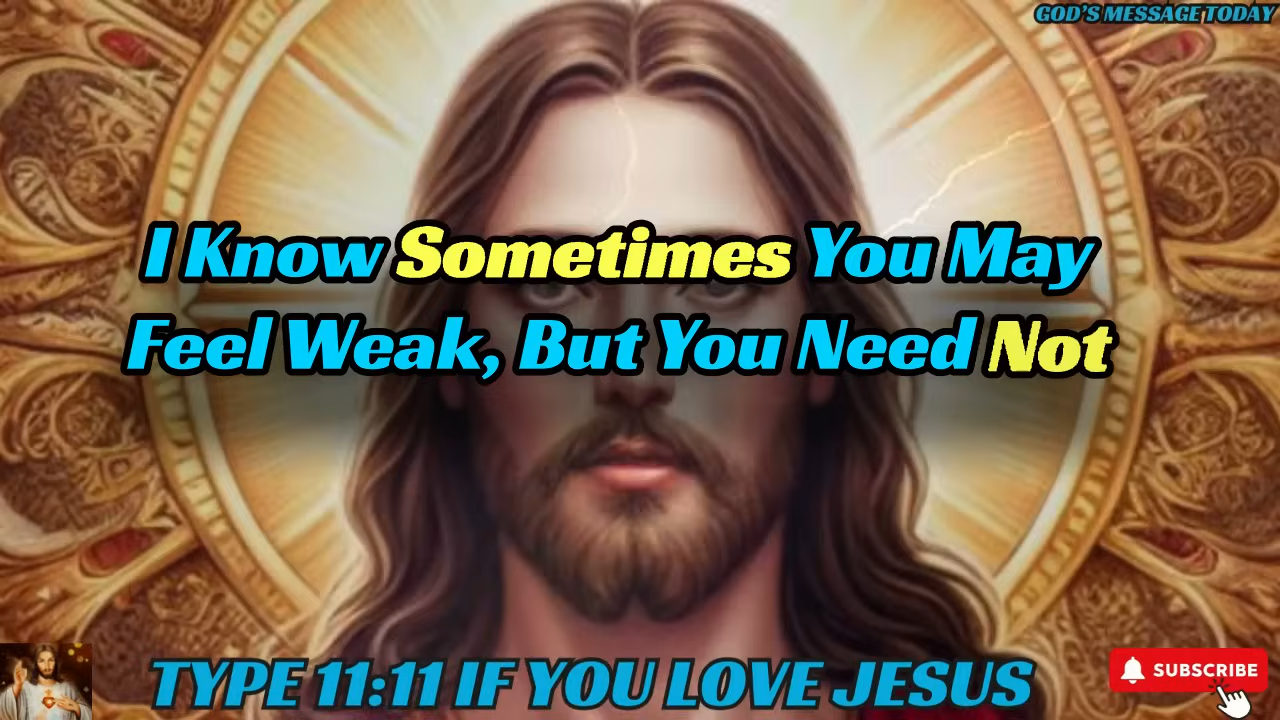 GOD'S MESSAGE TODAY
I Know Sometimes You May
Feel Weak, But You Need Not
TYPE 11:11 IF YOU LOVE JESUS
SUBSCRIBE